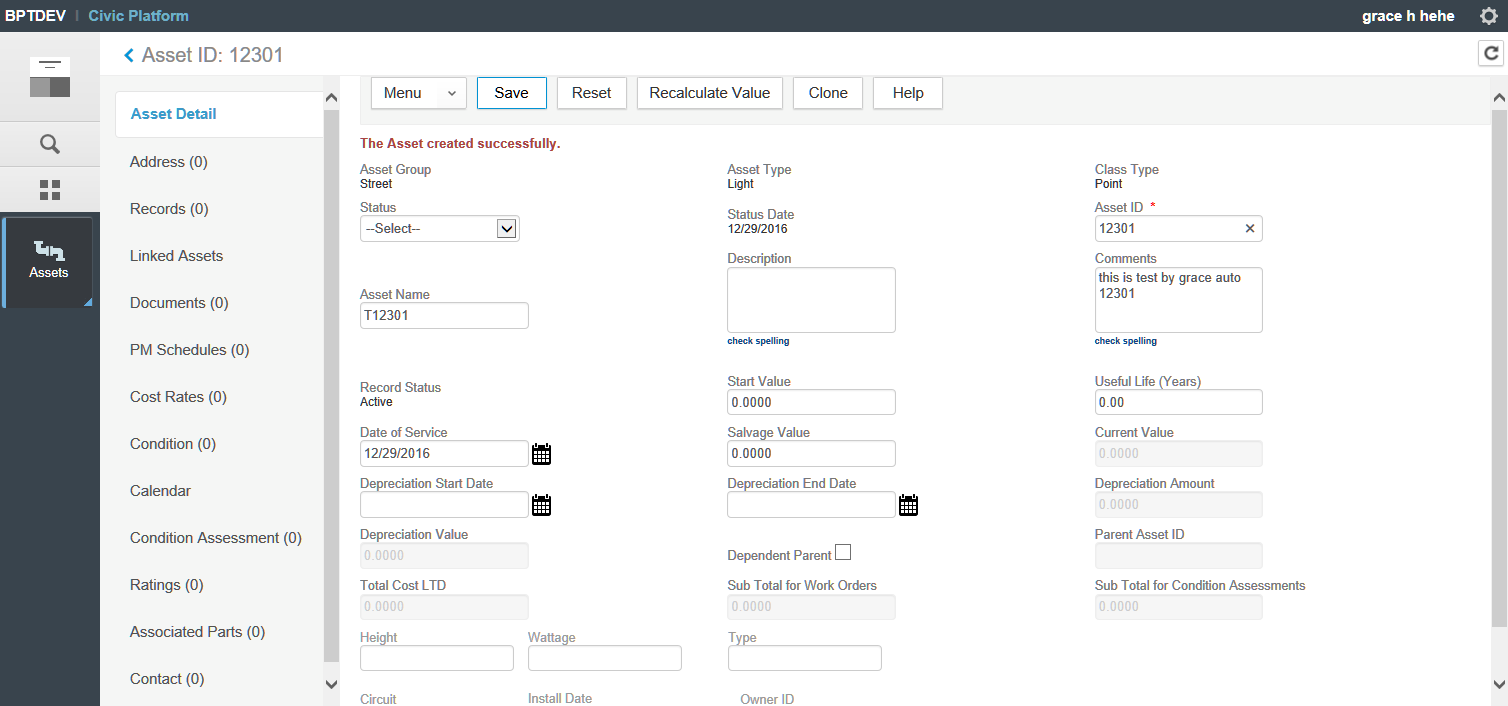 BPTDEV | Civic Platform
grace h hehe
Asset ID: 12301
Assets
Asset Detail
Address (0)
Records (0)
Linked Assets
Documents (0)
PM Schedules (0)
Cost Rates (0)
Condition (0)
Calendar
Condition Assessment (0)
Ratings (0)
Associated Parts (0)
Contact (0)
Menu Save Reset Recalculate Value Clone Help
The Asset created successfully.
Asset Group Asset Type Class Type
Street Light Point
Status Status Date Asset ID *
--Select-- 12/29/2016 12301
Asset Name Description Comments
T12301 this is test by grace auto
12301
check spelling check spelling
Record Status Start Value Useful Life (Years)
Active 0.0000 0.00
Date of Service Salvage Value Current Value
12/29/2016 0.0000 0.0000
Depreciation Start Date Depreciation End Date Depreciation Amount
0.0000
Depreciation Value Dependent Parent Parent Asset ID
0.0000
Total Cost LTD Sub Total for Work Orders Sub Total for Condition Assessments
0.0000 0.0000 0.0000
Height Wattage Type
Circuit Install Date Owner ID